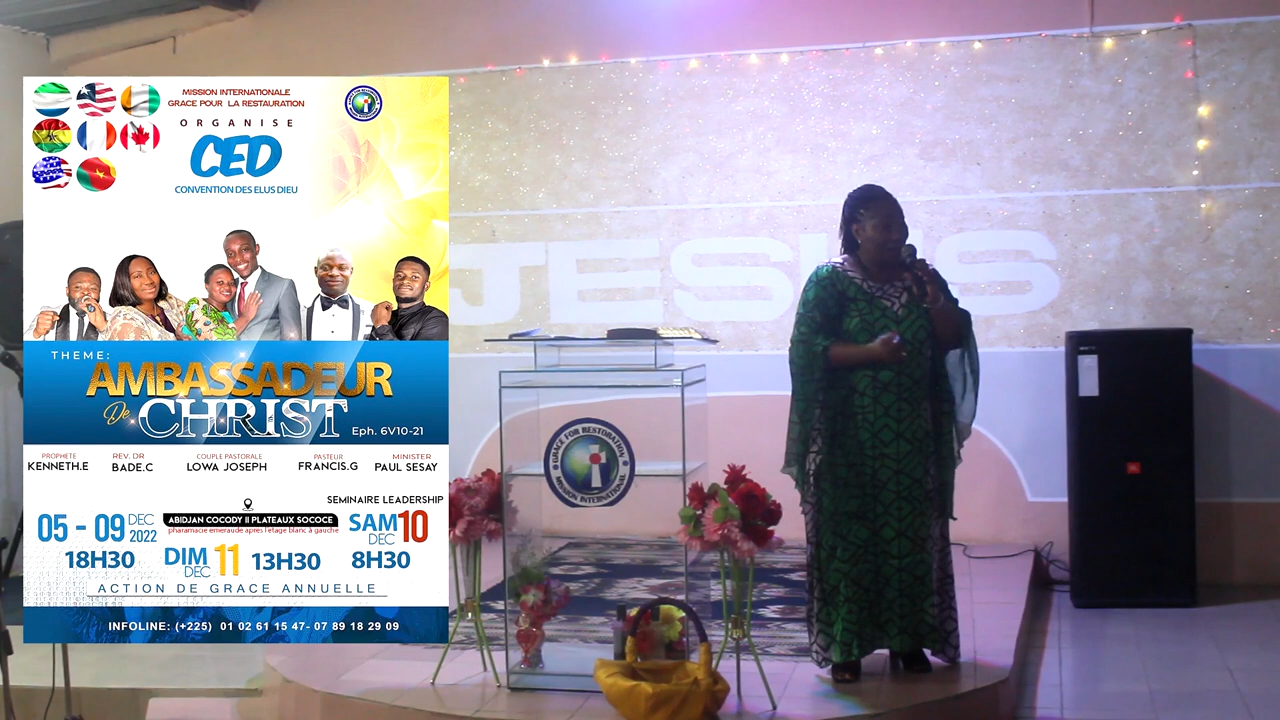 MISSION INTERNATIONALE
GRACE POUR LA RESTAURATION
ORGANISE
CED
CONVENTION DES ELUS DIEU
THEME:
AMBASSADEUR
De CHRIST
Eph. 6V10-21
PROPHETE
KENNETH.E
REV. DR
BADE.C
COUPLE PASTORALE
LOWA JOSEPH
PASTEUR
FRANCIS.G
MINISTER
PAUL SESAY
SEMINAIRE LEADERSHIP
05 - 09 DEC 2022
18H30
ABIDJAN COCODY II PLATEAUX SOCOCE
pharmacie emeraude après l'etage blanc à gauche
DIM DEC 11 13H30
SAM DEC 10
8H30
ACTION DE GRACE ANNUELLE
INFOLINE: (+225) 01 02 61 15 47- 07 89 18 29 09
JESUS
GRACE FOR RESTORATION
MISSION INTERNATIONAL
JBL